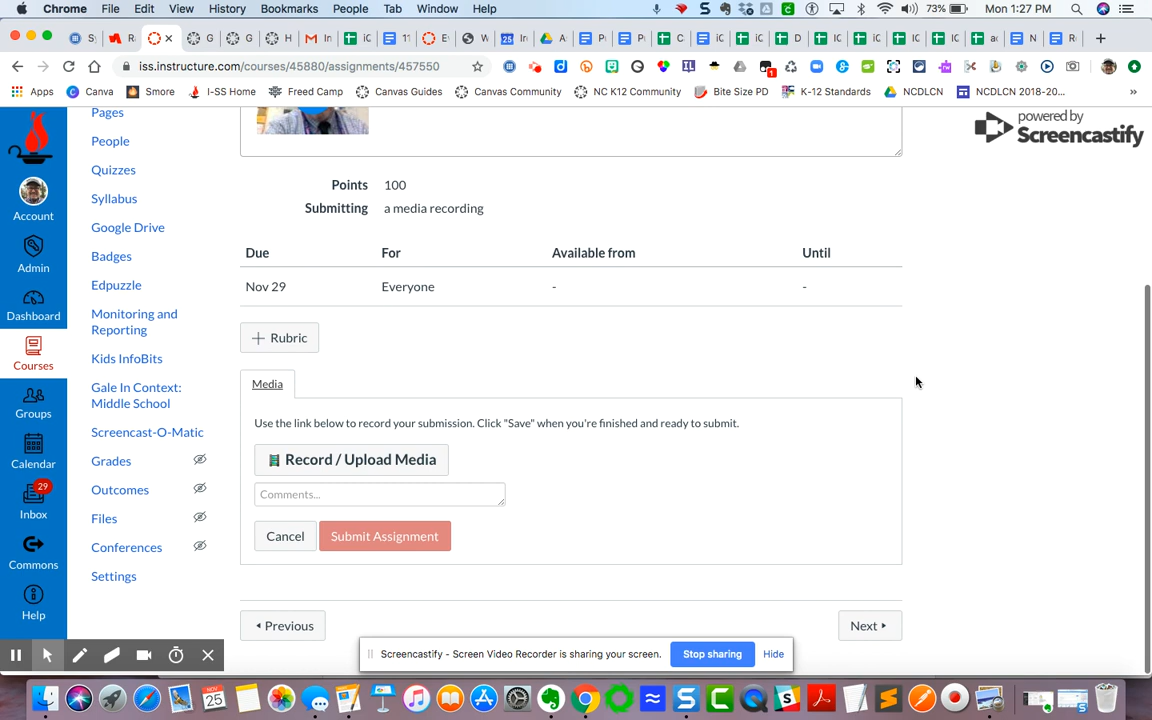 Chrome File Edit View History Bookmarks People Tab Window Help 73% Mon 1:27 PM
iss.instructure.com/courses/45880/assignments/457550
Apps Canva Smore I-SS Home Freed Camp Canvas Guides Canvas Community NC K12 Community Bite Size PD K-12 Standards NCDLCN NCDLCN 2018-20... »
powered by
Screencastify
Account
Admin
Dashboard
Courses
Groups
Calendar
29
Inbox
Commons
Help
Pages
People
Quizzes
Syllabus
Google Drive
Badges
Edpuzzle
Monitoring and
Reporting
Kids InfoBits
Gale In Context:
Middle School
Screencast-O-Matic
Grades
Outcomes
Files
Conferences
Settings
Points 100
Submitting a media recording
Due For Available from Until
Nov 29 Everyone - -
+ Rubric
Media
Use the link below to record your submission. Click "Save" when you're finished and ready to submit.
Record / Upload Media
Comments...
Cancel Submit Assignment
Previous Next
Screencastify - Screen Video Recorder is sharing your screen. Stop sharing Hide
NOV
25